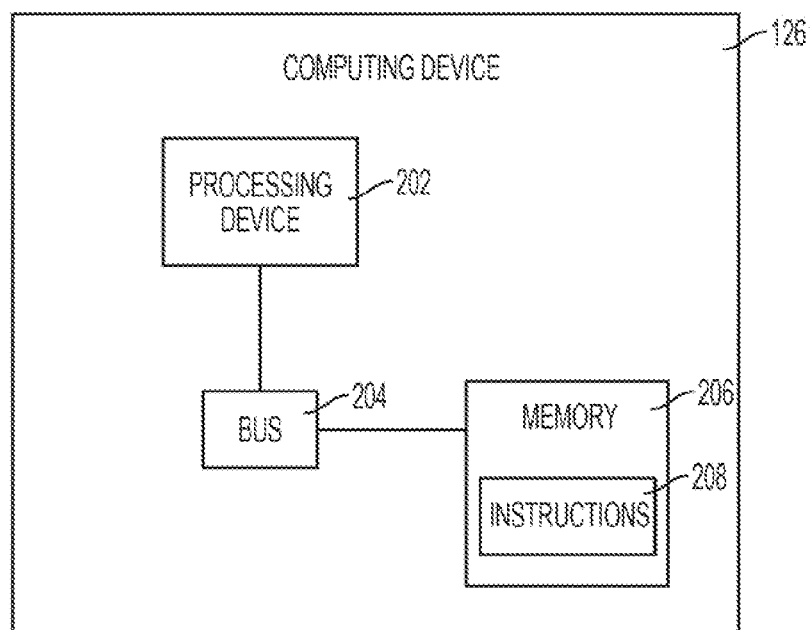 126
COMPUTING DEVICE
PROCESSING
DEVICE
202
BUS
204
MEMORY
206
INSTRUCTIONS
208